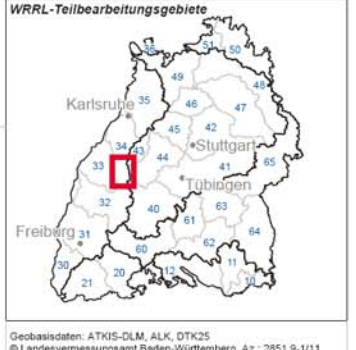 WRRL-Teilbearbeitungsgebiete
36 51 50
49 48
35 46 47
Karlsruhe
45 42
34 43 Stuttgart
33 44 41 65
Tübingen
32 40 63
61
Freiburg 31 64
60 62
30 11
21 20 12 10
Geobasisdaten: ATKIS-DLM, ALK, DTK25
© Landesvermessungsamt Baden-Württemberg, Az.: 2851.9-1/11